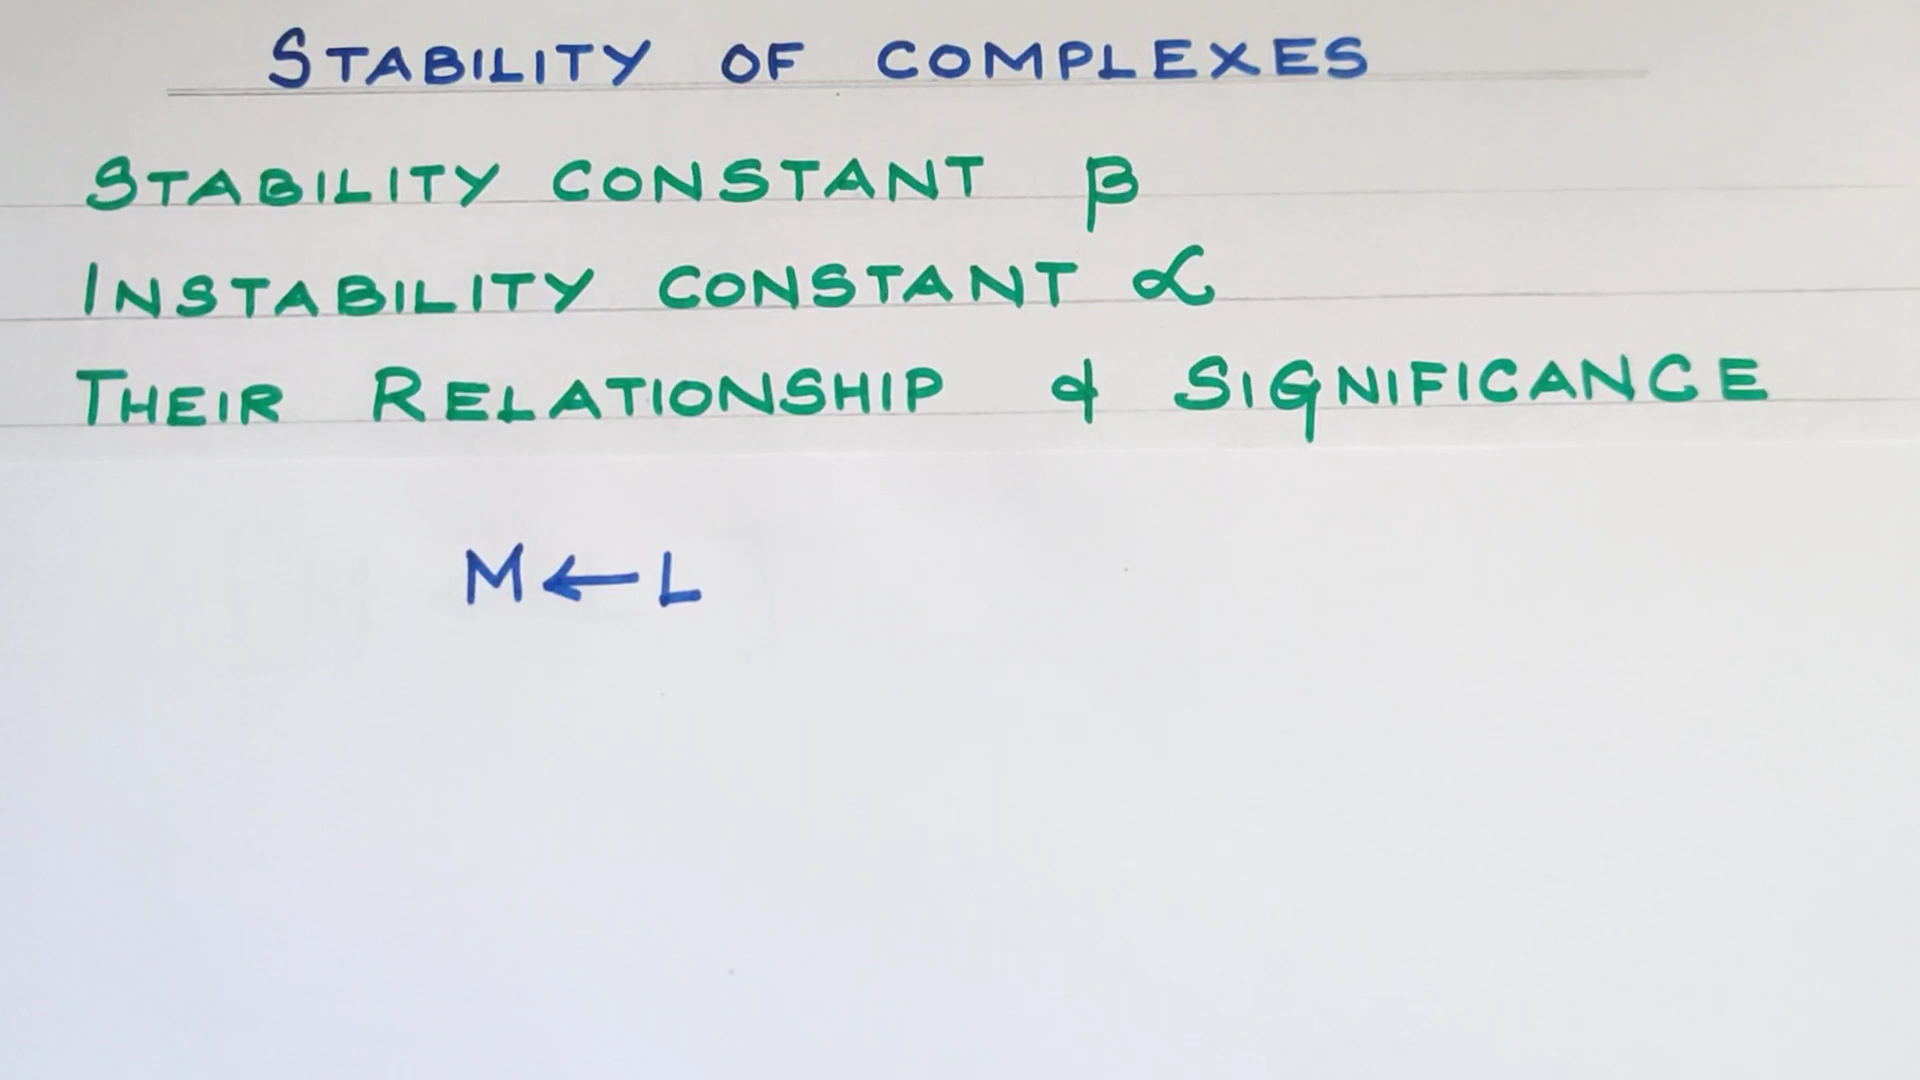 STABILITY OF COMPLEXES
STABILITY CONSTANT β
INSTABILITY CONSTANT α
THEIR RELATIONSHIP & SIGNIFICANCE
M ← L